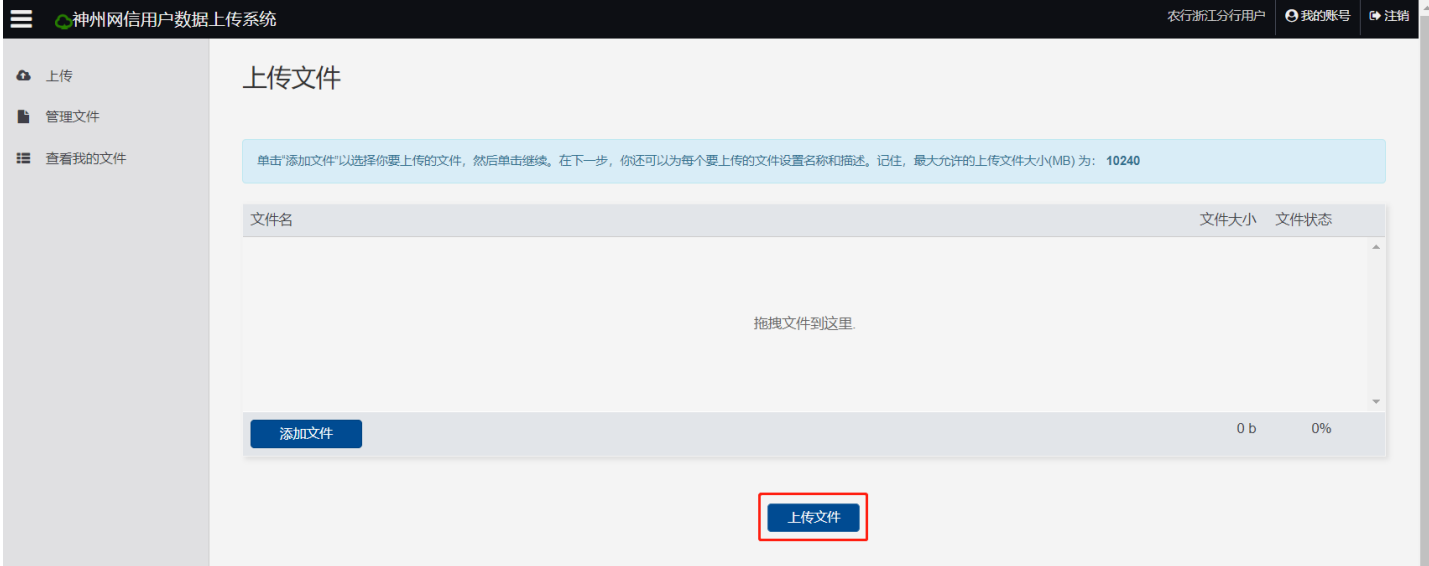 神州网信用户数据上传系统
农行浙江分行用户 我的账号 注销
上传
管理文件
查看我的文件
上传文件
单击"添加文件"以选择你要上传的文件，然后单击继续。在下一步，你还可以为每个要上传的文件设置名称和描述。记住，最大允许的上传文件大小(MB) 为： 10240
文件名 文件大小 文件状态
拖拽文件到这里.
添加文件 0 b 0%
上传文件